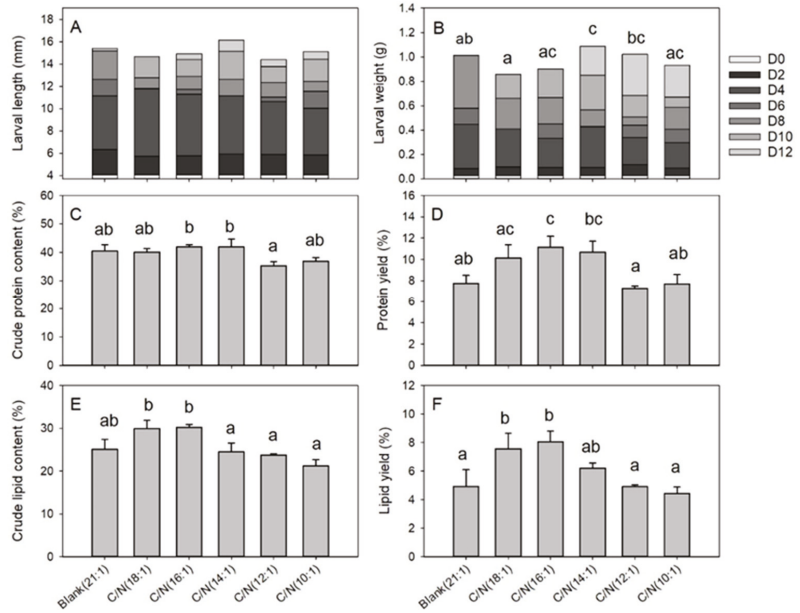 A
Larval length (mm)
18
16
14
12
10
8
6
4
B
Larval weight (g)
1.4
1.2
1.0
0.8
0.6
0.4
0.2
0.0
ab
a
ac
c
bc
ac
D0
D2
D4
D6
D8
D10
D12
C
Crude protein content (%)
60
50
40
30
20
10
0
ab
ab
b
b
a
ab
D
Protein yield (%)
16
14
12
10
8
6
4
2
0
ab
ac
c
bc
a
ab
E
Crude lipid content (%)
40
30
20
10
0
ab
b
b
a
a
a
Blank(21:1)
C/N(18:1)
C/N(16:1)
C/N(14:1)
C/N(12:1)
C/N(10:1)
F
Lipid yield (%)
12
10
8
6
4
2
0
a
b
b
ab
a
a
Blank(21:1)
C/N(18:1)
C/N(16:1)
C/N(14:1)
C/N(12:1)
C/N(10:1)